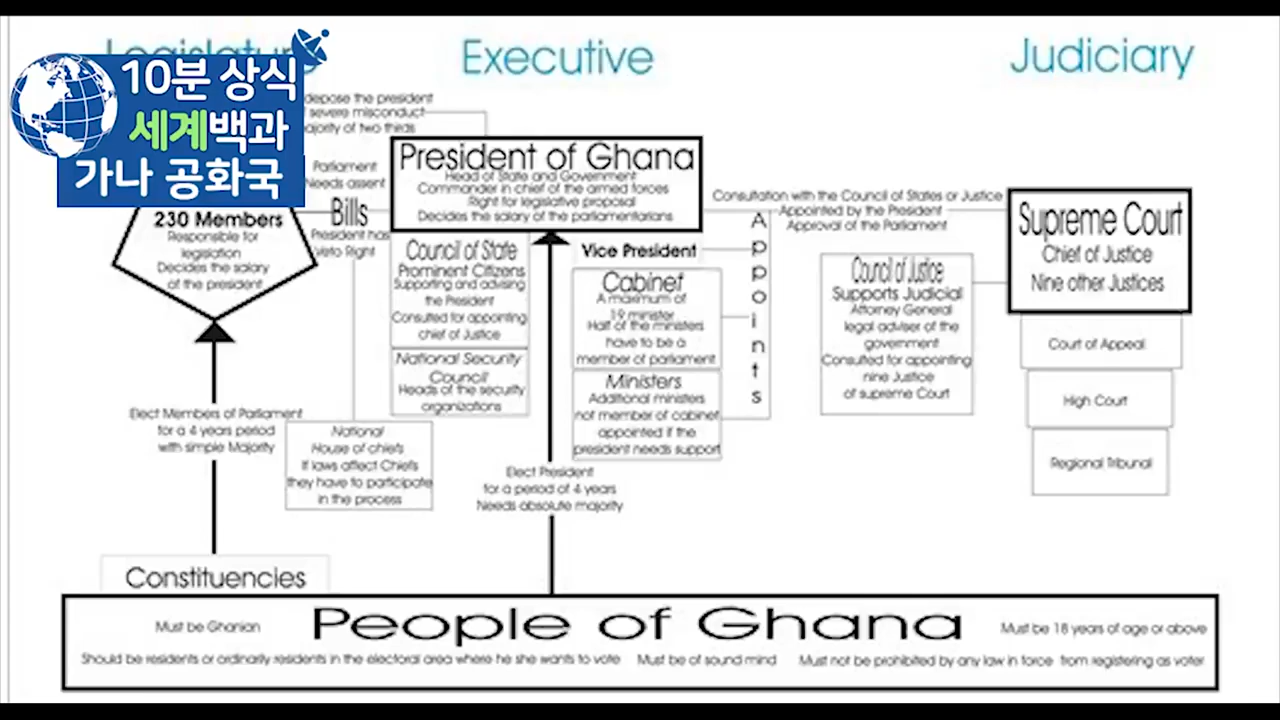 Legislature
Executive
Judiciary
10분 상식
세계백과
가나 공화국
depose the president
severe misconduct
majority of two thirds
Parliament
Needs assent
Bills
President has
Veto Right
230 Members
Responsible for
legislation
Decides the salary
of the president
President of Ghana
Head of State and Government
Commander in chief of the armed forces
Right for legislative proposal
Decides the salary of the parliamentarians
Council of State
Prominent Citizens
Supporting and advising
the President
Consulted for appointing
chief of Justice
National Security
Council
Heads of the security
organizations
Vice President
Cabinet
A maximum of
19 minister
Half of the ministers
have to be a
member of parliament
Ministers
Additional ministers
not member of cabinet
appointed if the
president needs support
Appoints
Consultation with the Council of States or Justice
Appointed by the President
Approval of the Parliament
Council of Justice
Supports Judicial
Attorney General
legal adviser of the
government
Consulted for appointing
nine Justice
of supreme Court
Supreme Court
Chief of Justice
Nine other Justices
Court of Appeal
High Court
Regional Tribunal
Elect Members of Parliament
for a 4 years period
with simple Majority
National
House of chiefs
If laws affect Chiefs
they have to participate
in the process
Elect President
for a period of 4 years
Needs absolute majority
Constituencies
People of Ghana
Must be Ghanian
Must be 18 years of age or above
Should be residents or ordinarily residents in the electoral area where he she wants to vote
Must be of sound mind
Must not be prohibited by any law in force from registering as voter